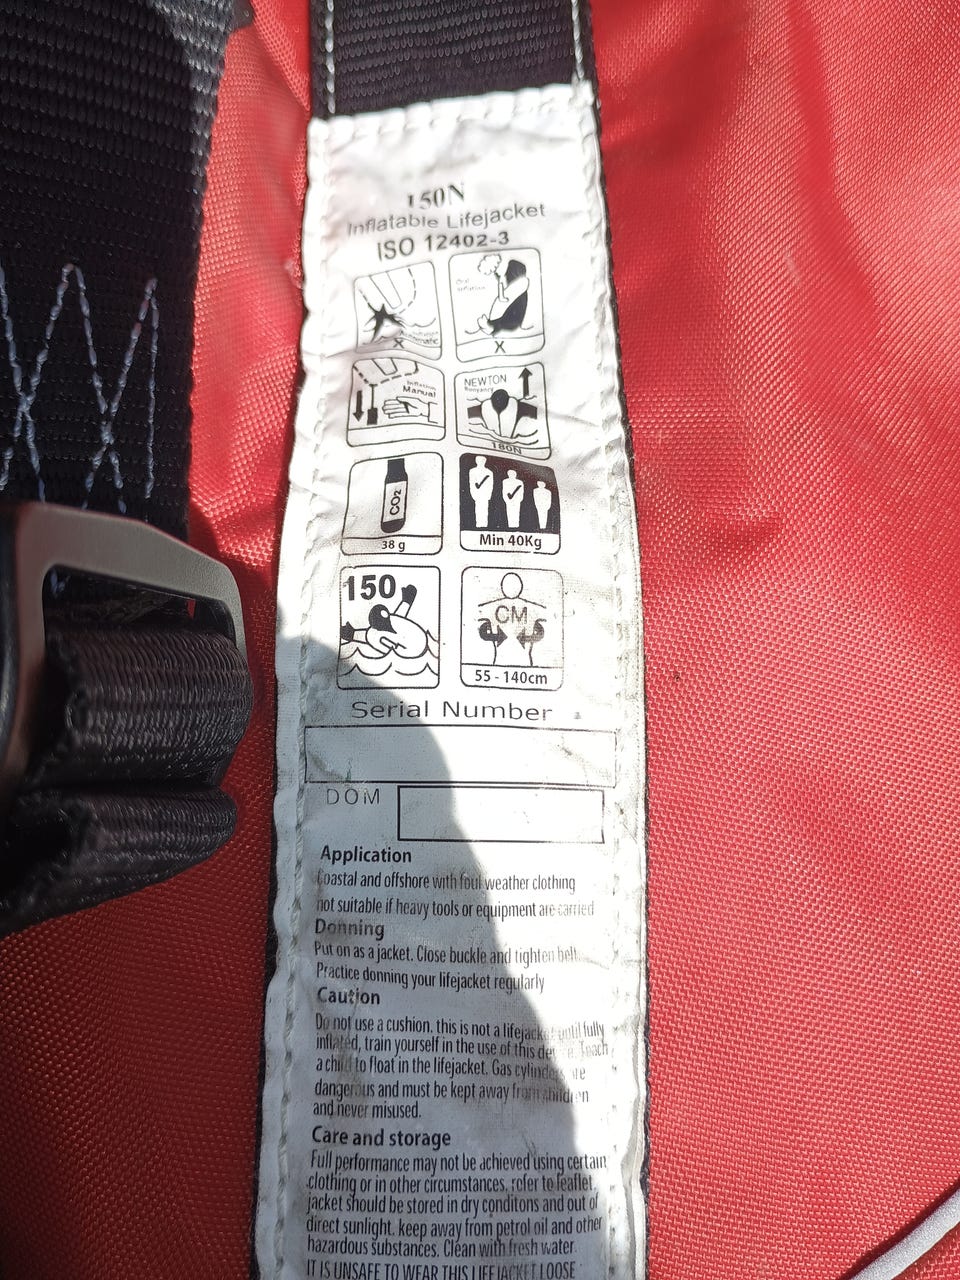 150N
Inflatable Lifejacket
ISO 12402-3
Automatic
X
Oral
inflation
X
Inflation
Manual
NEWTON
Buoyancy
180N
CO2
38 g
Min 40Kg
150
CM
55 - 140cm
Serial Number
DOM
Application
Coastal and offshore with foul weather clothing
not suitable if heavy tools or equipment are carried
Donning
Put on as a jacket. Close buckle and tighten belt.
Practice donning your lifejacket regularly
Caution
Do not use a cushion. this is not a lifejacket until fully
inflated, train yourself in the use of this device. Teach
a child to float in the lifejacket. Gas cylinders are
dangerous and must be kept away from children
and never misused.
Care and storage
Full performance may not be achieved using certain
clothing or in other circumstances, refer to leaflet.
jacket should be stored in dry conditons and out of
direct sunlight. keep away from petrol oil and other
hazardous substances. Clean with fresh water.
IT IS UNSAFE TO WEAR THIS LIFEJACKET LOOSE